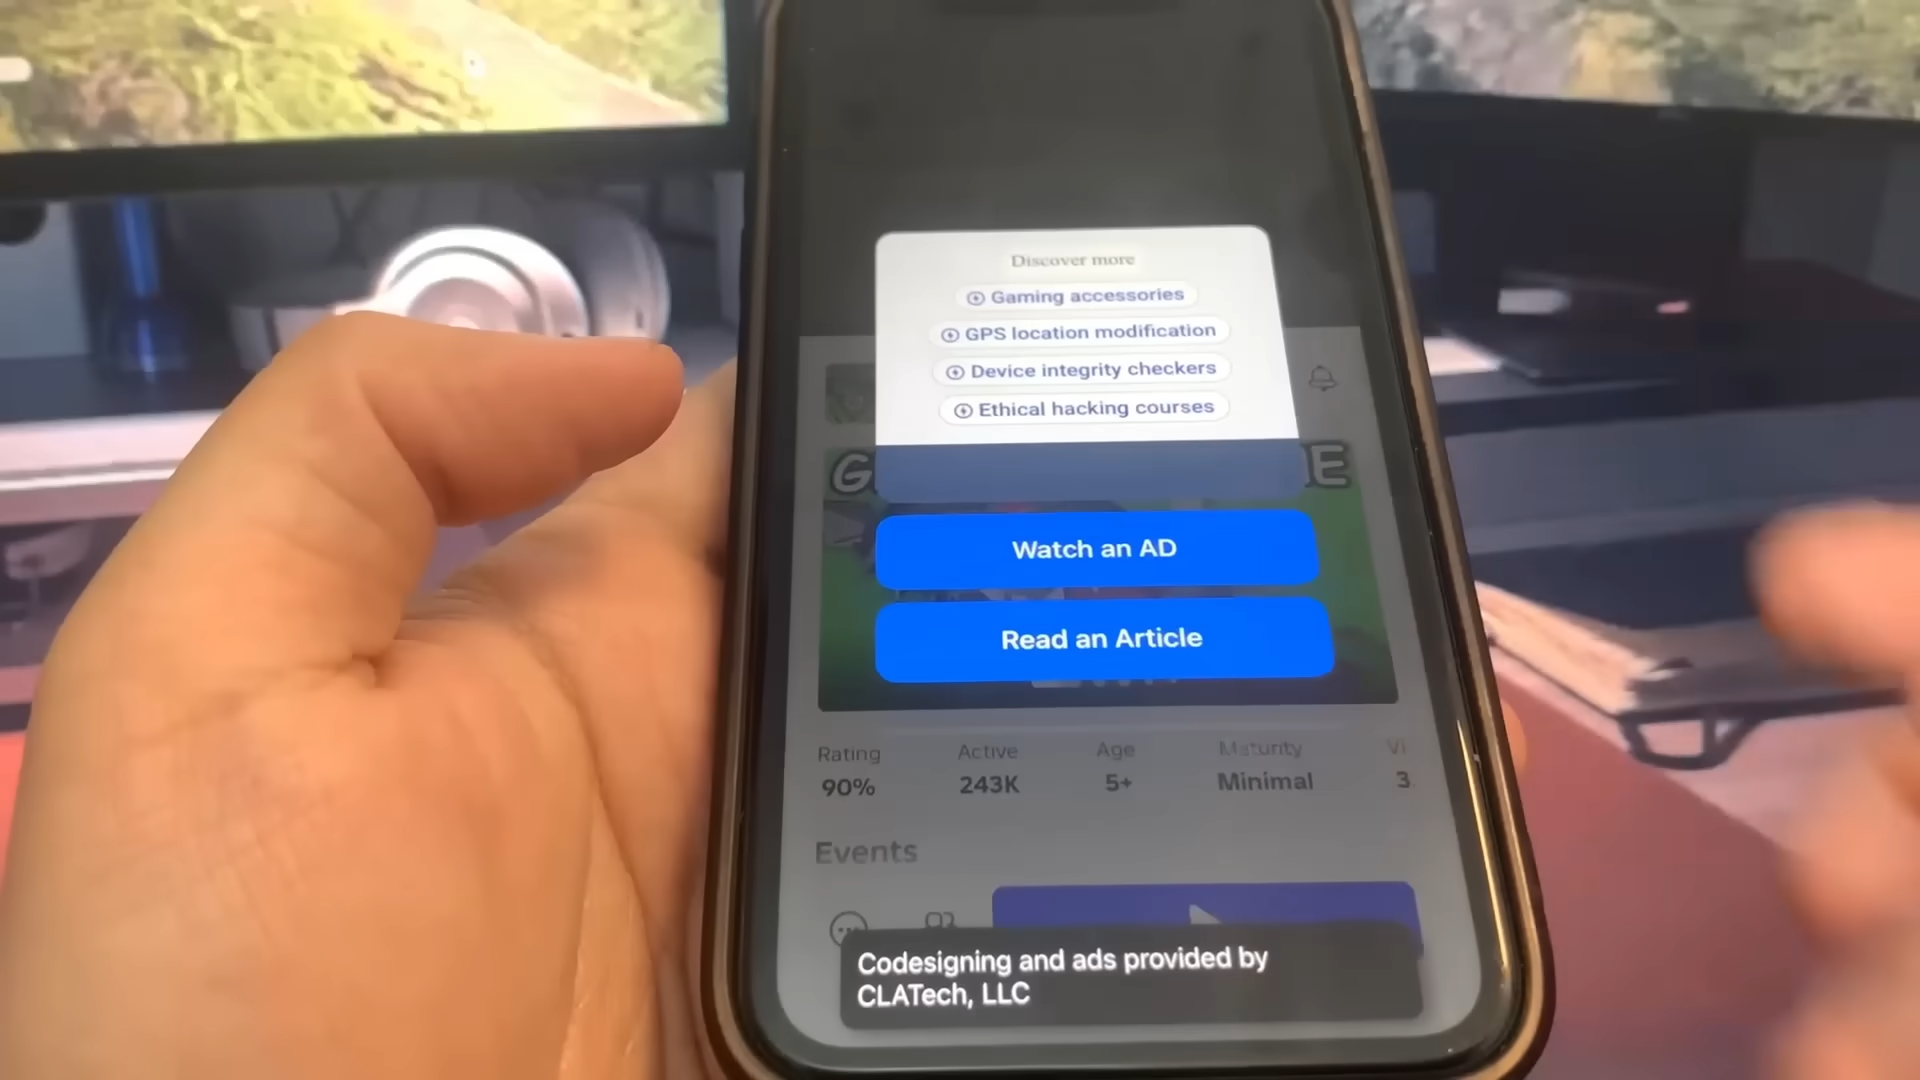 Discover more
Gaming accessories
GPS location modification
Device integrity checkers
Ethical hacking courses
G
E
Watch an AD
Read an Article
Rating Active Age Maturity Vi
90% 243K 5+ Minimal 3
Events
Codesigning and ads provided by
CLATech, LLC